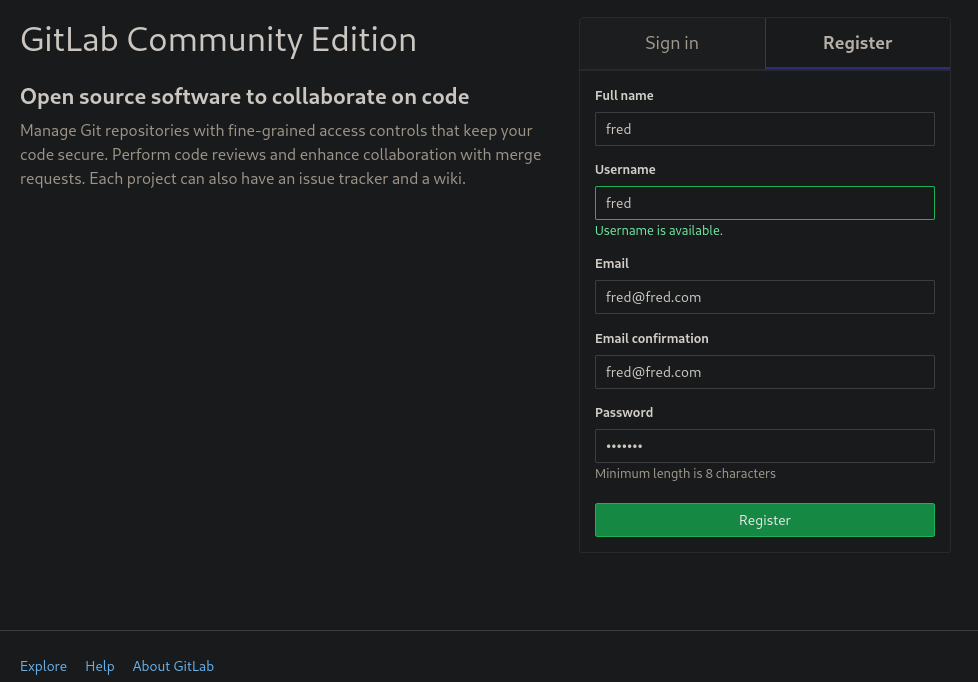 GitLab Community Edition
Open source software to collaborate on code
Manage Git repositories with fine-grained access controls that keep your
code secure. Perform code reviews and enhance collaboration with merge
requests. Each project can also have an issue tracker and a wiki.
Sign in
Register
Full name
fred
Username
fred
Username is available.
Email
fred@fred.com
Email confirmation
fred@fred.com
Password
•••••••
Minimum length is 8 characters
Register
Explore
Help
About GitLab